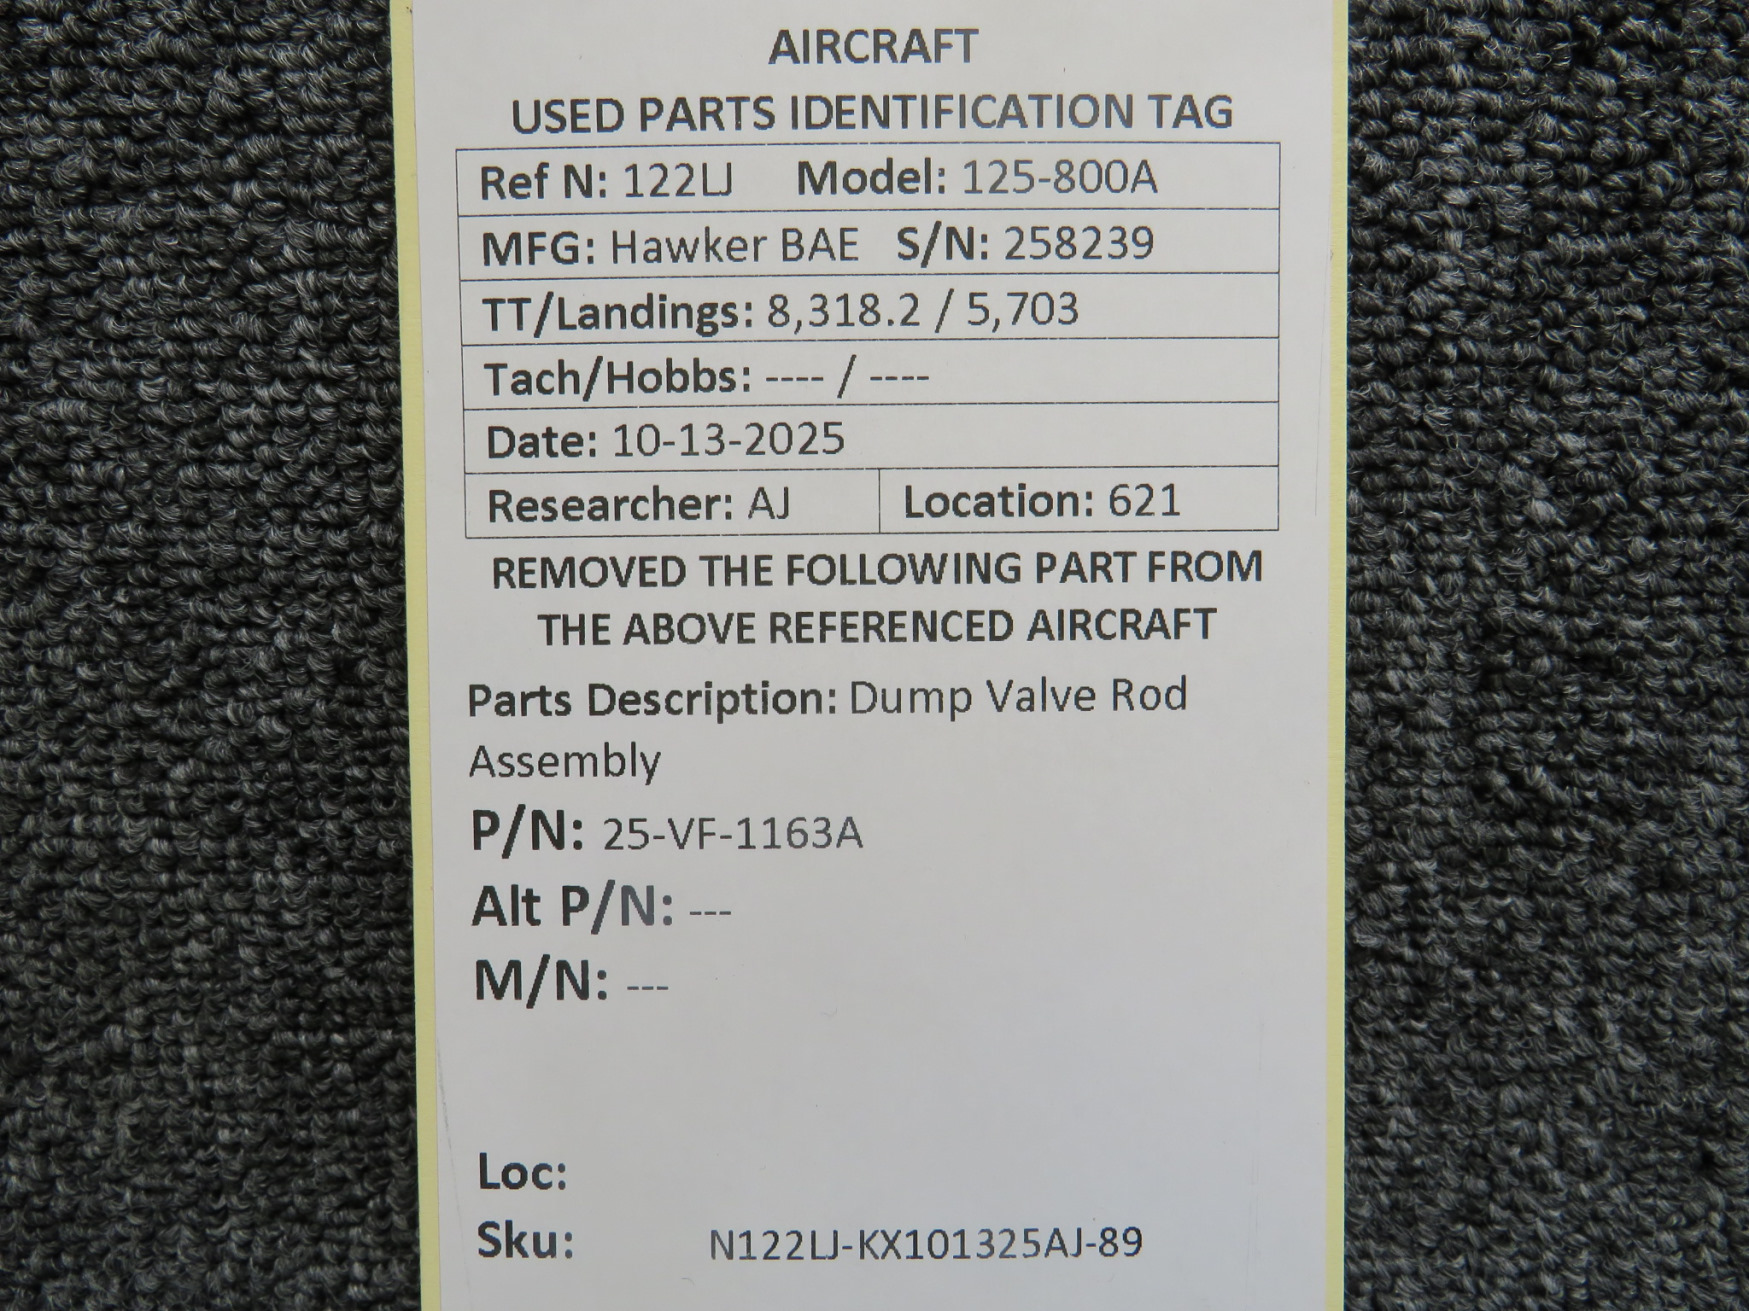 AIRCRAFT
USED PARTS IDENTIFICATION TAG
Ref N: 122LJ Model: 125-800A
MFG: Hawker BAE S/N: 258239
TT/Landings: 8,318.2 / 5,703
Tach/Hobbs: ---- / ----
Date: 10-13-2025
Researcher: AJ Location: 621
REMOVED THE FOLLOWING PART FROM
THE ABOVE REFERENCED AIRCRAFT
Parts Description: Dump Valve Rod
Assembly
P/N: 25-VF-1163A
Alt P/N: ---
M/N: ---
Loc:
Sku: N122LJ-KX101325AJ-89